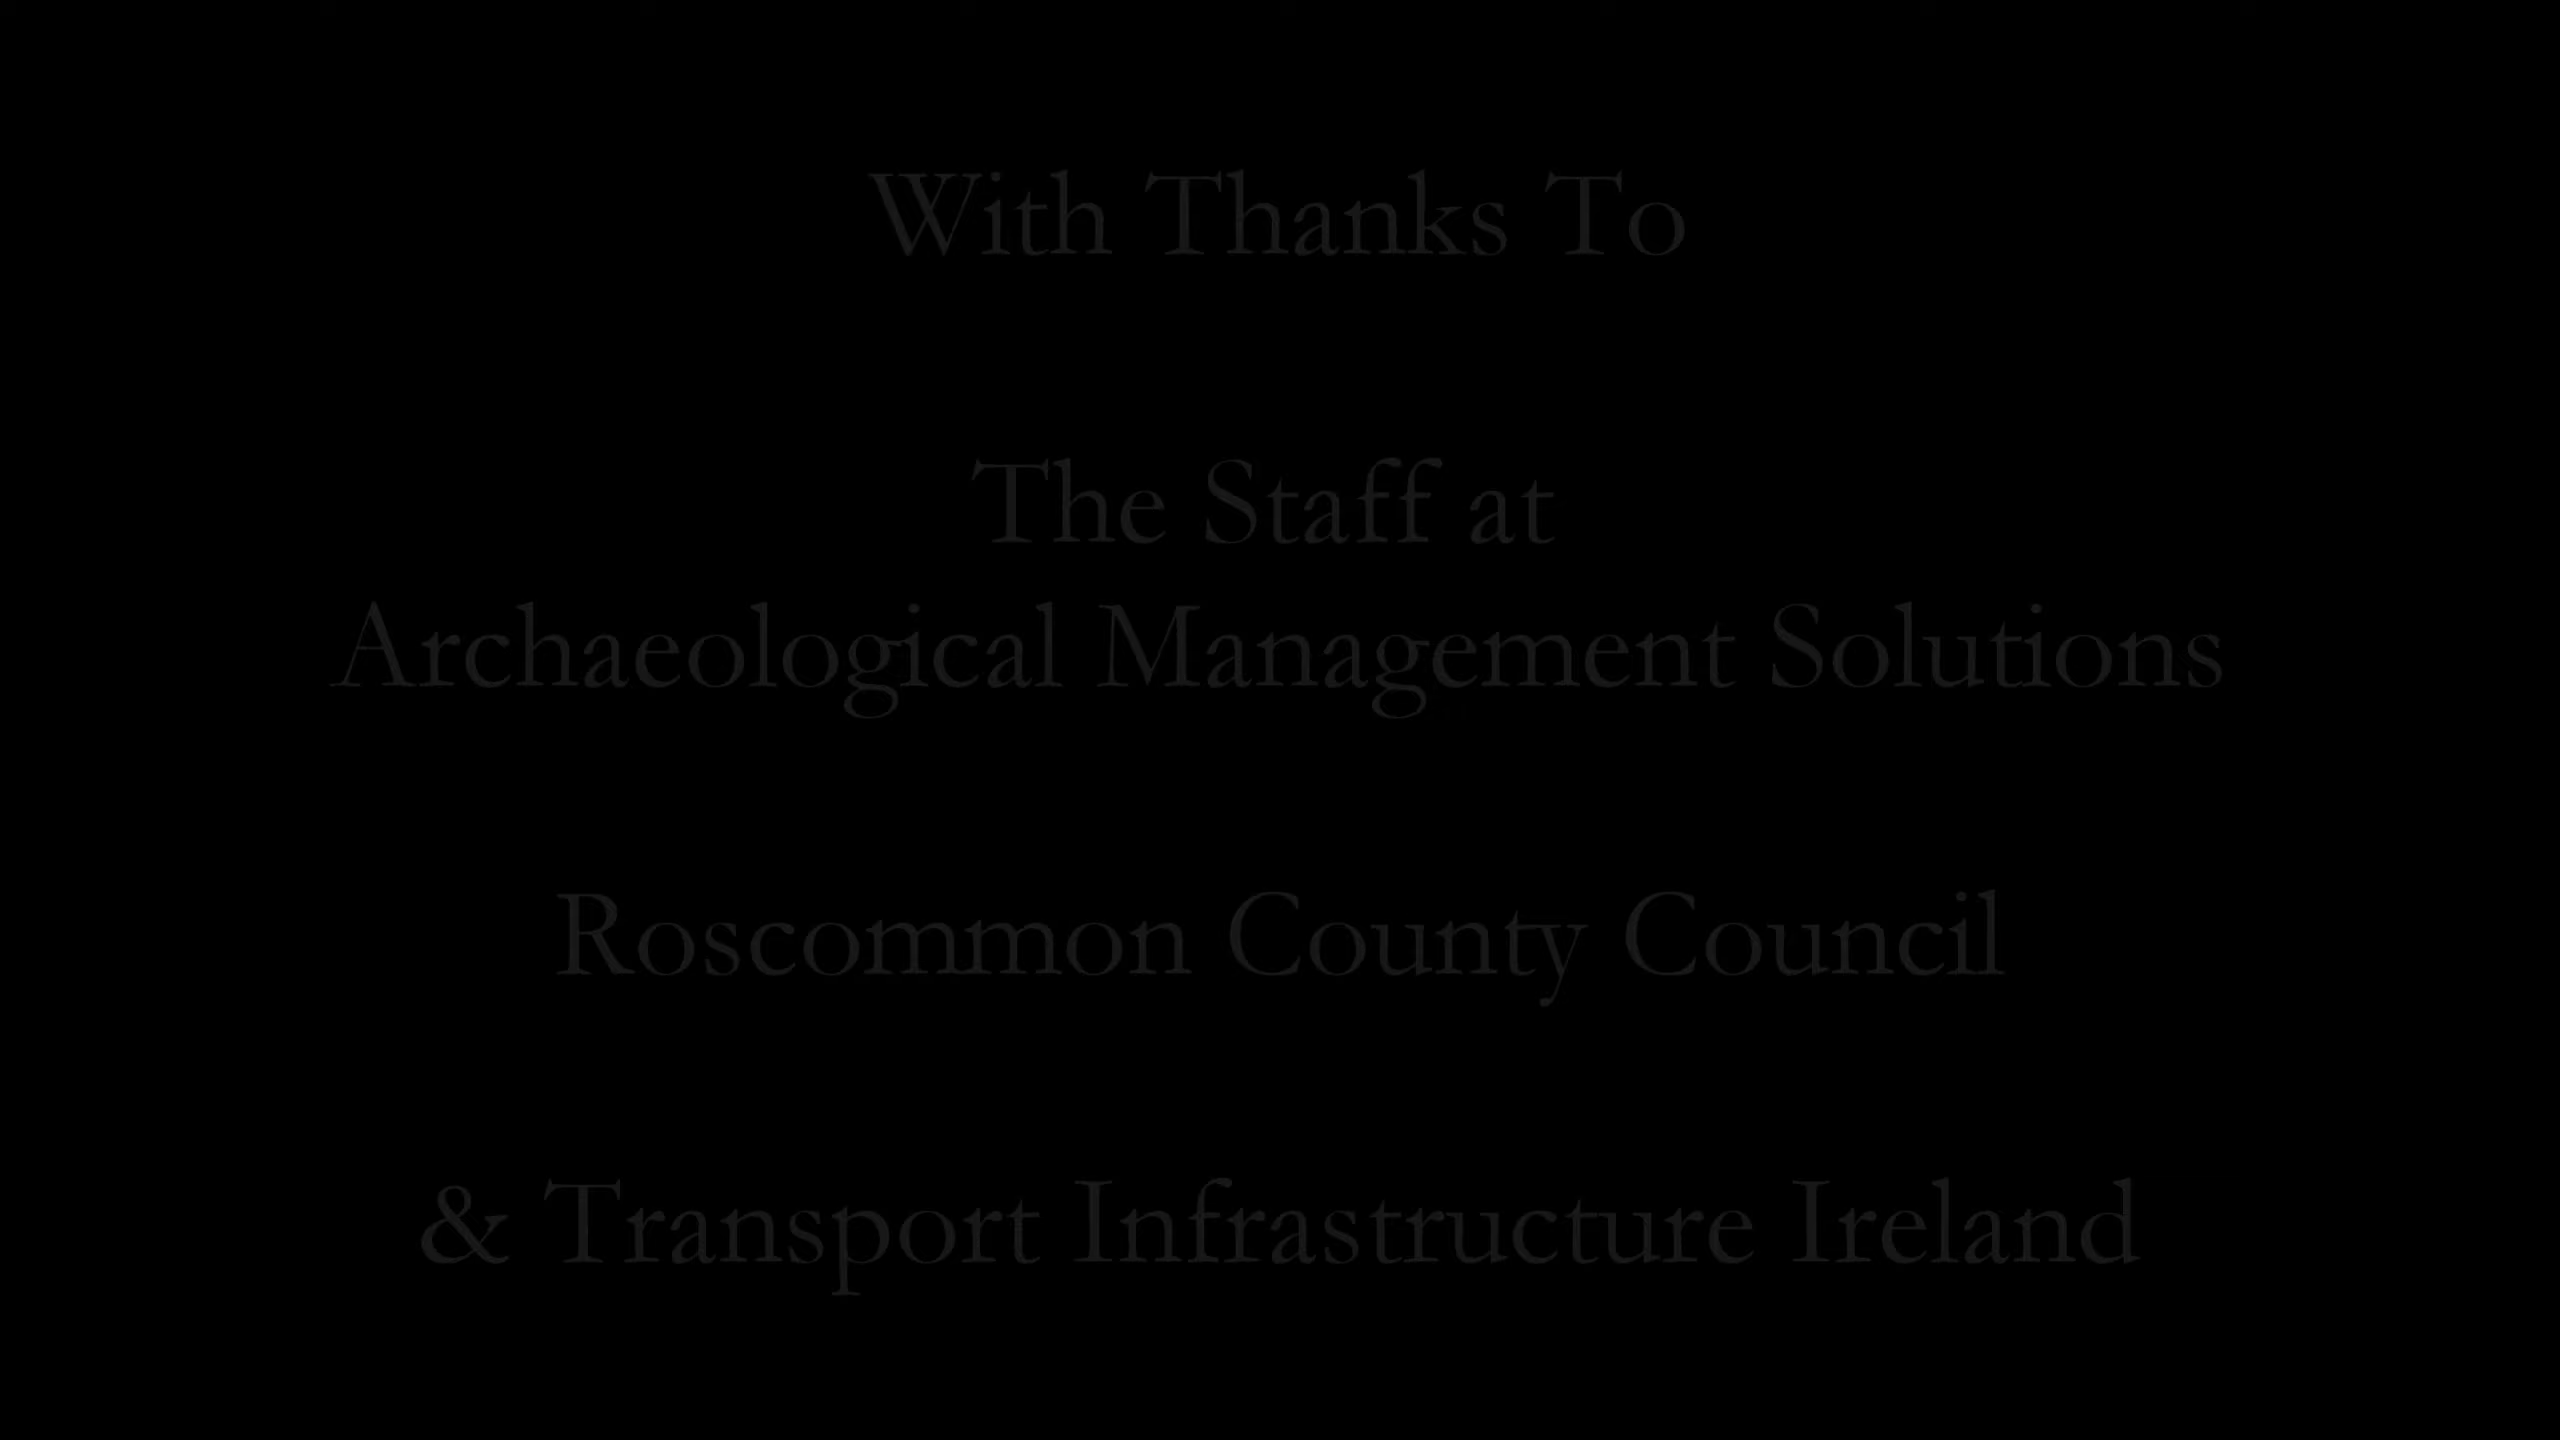 With Thanks To
The Staff at
Archaeological Management Solutions
Roscommon County Council
& Transport Infrastructure Ireland